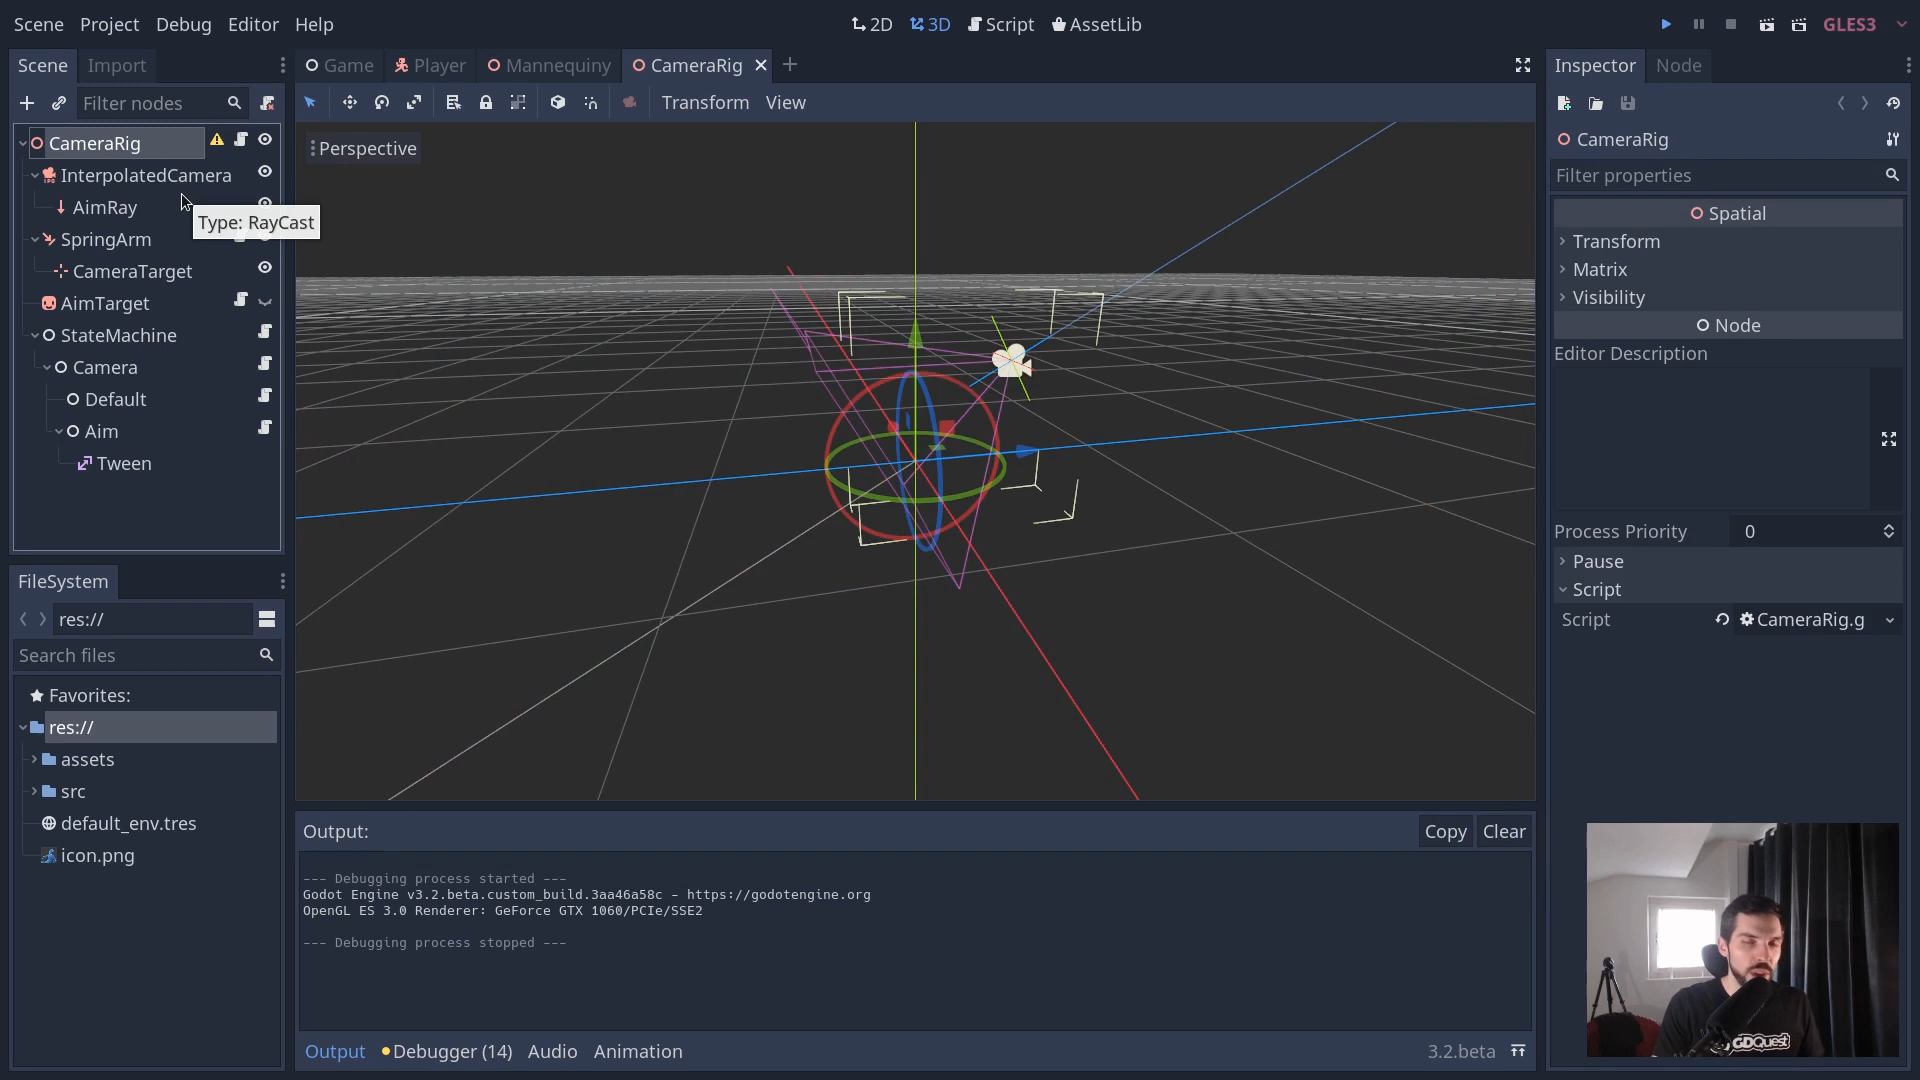 Scene Project Debug Editor Help
2D 3D Script AssetLib
GLES3
Scene Import
Filter nodes
CameraRig
InterpolatedCamera
AimRay
Type: RayCast
SpringArm
CameraTarget
AimTarget
StateMachine
Camera
Default
Aim
Tween
FileSystem
res://
Search files
Favorites:
res://
assets
src
default_env.tres
icon.png
Game Player Mannequiny CameraRig
Transform View
Perspective
Output:
Copy Clear
--- Debugging process started ---
Godot Engine v3.2.beta.custom_build.3aa46a58c - https://godotengine.org
OpenGL ES 3.0 Renderer: GeForce GTX 1060/PCIe/SSE2
--- Debugging process stopped ---
Output Debugger (14) Audio Animation
3.2.beta
Inspector Node
CameraRig
Filter properties
Spatial
Transform
Matrix
Visibility
Node
Editor Description
Process Priority 0
Pause
Script
Script CameraRig.g
GDQuest